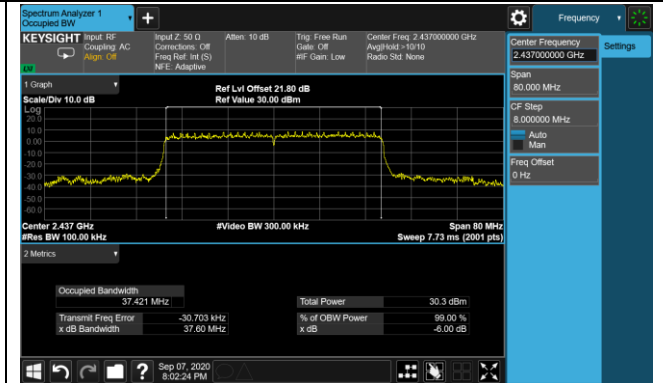 Spectrum Analyzer 1
Occupied BW
Frequency
KEYSIGHT
Input: RF
Coupling: AC
Align: Off
Input Z: 50 Ω
Corrections: Off
Freq Ref: Int (S)
NFE: Adaptive
Atten: 10 dB
Trig: Free Run
Gate: Off
#IF Gain: Low
Center Freq: 2.437000000 GHz
Avg|Hold:>10/10
Radio Std: None
Center Frequency
2.437000000 GHz
Settings
Span
80.000 MHz
CF Step
8.000000 MHz
Auto
Man
Freq Offset
0 Hz
1 Graph
Scale/Div 10.0 dB
Ref Lvl Offset 21.80 dB
Ref Value 30.00 dBm
Log
20.0
10.0
0.00
-10.0
-20.0
-30.0
-40.0
-50.0
-60.0
Center 2.437 GHz
#Res BW 100.00 kHz
#Video BW 300.00 kHz
Span 80 MHz
Sweep 7.73 ms (2001 pts)
2 Metrics
Occupied Bandwidth
37.421 MHz
Total Power 30.3 dBm
Transmit Freq Error -30.703 kHz
% of OBW Power 99.00 %
x dB Bandwidth 37.60 MHz
x dB -6.00 dB
?
Sep 07, 2020
8:02:24 PM